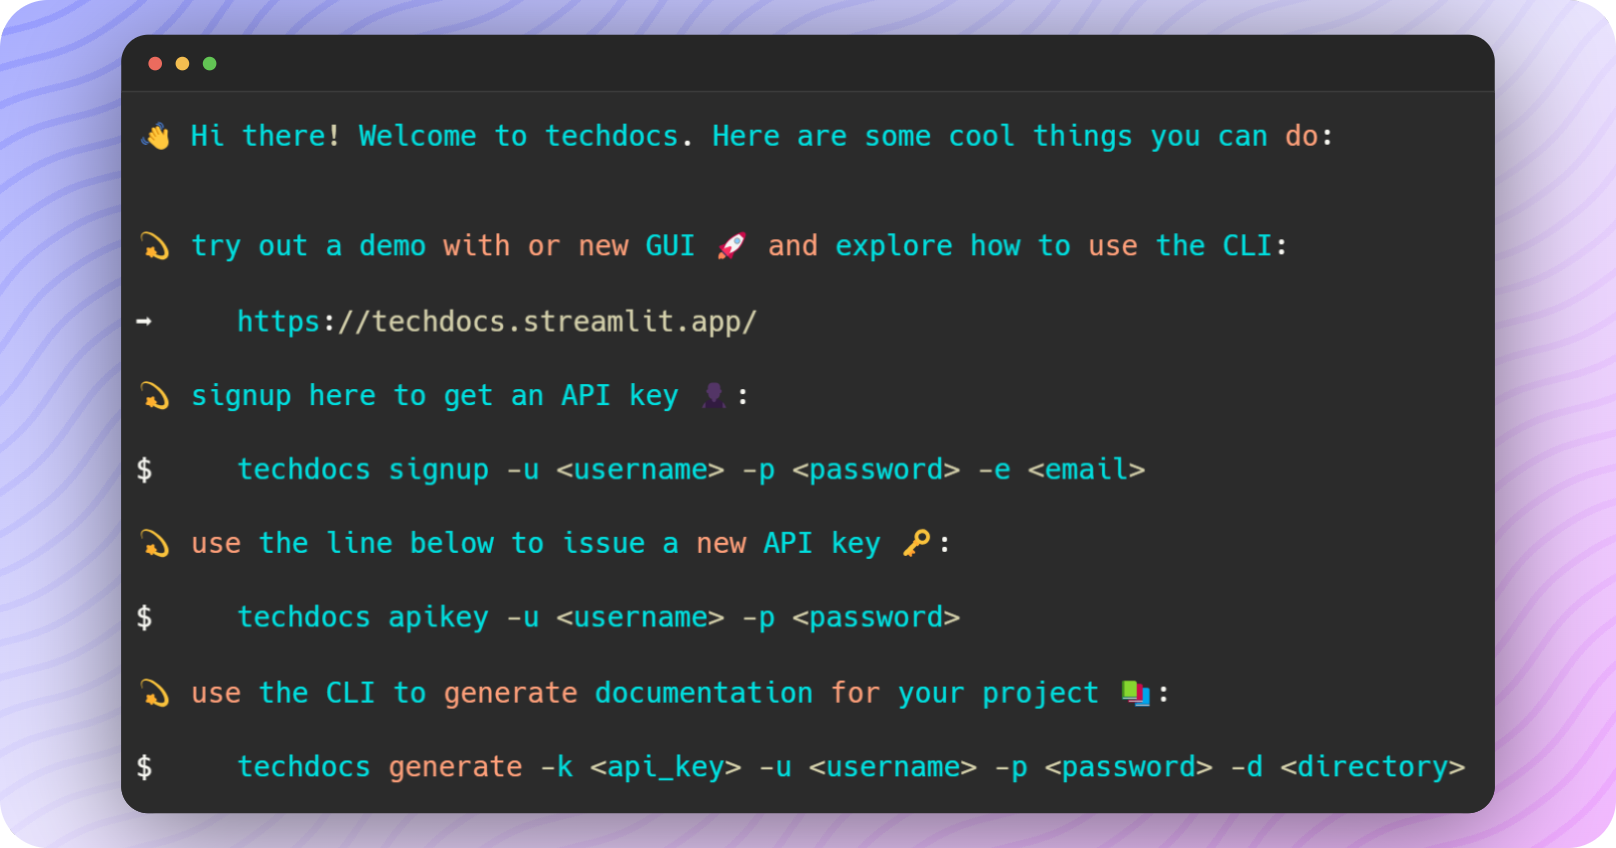 👋 Hi there! Welcome to techdocs. Here are some cool things you can do:
💫 try out a demo with or new GUI 🚀 and explore how to use the CLI:
➡ https://techdocs.streamlit.app/
💫 signup here to get an API key 👤:
$ techdocs signup -u <username> -p <password> -e <email>
💫 use the line below to issue a new API key 🔑:
$ techdocs apikey -u <username> -p <password>
💫 use the CLI to generate documentation for your project 📚:
$ techdocs generate -k <api_key> -u <username> -p <password> -d <directory>